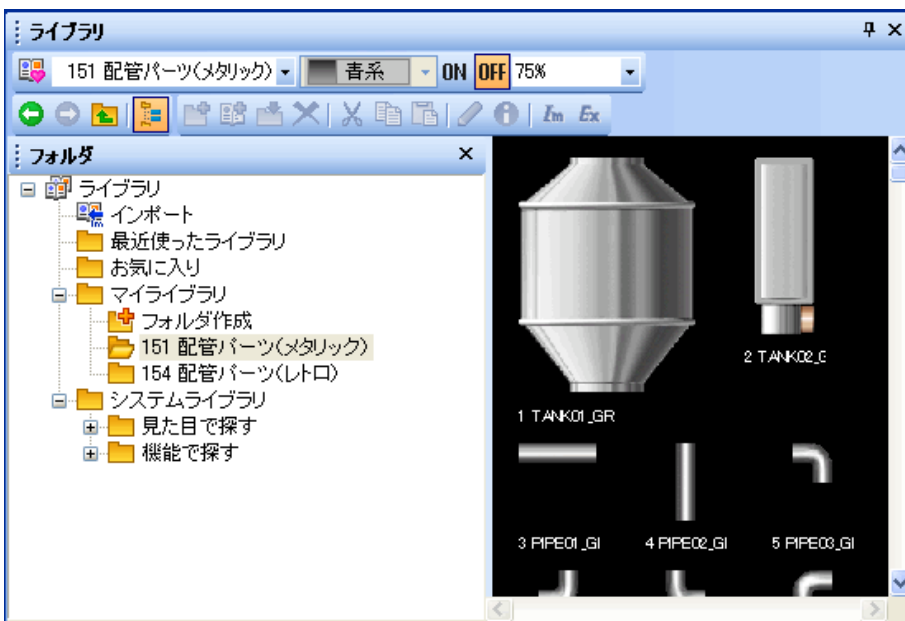 ライブラリ
151 配管パーツ(メタリック) 青系 ON OFF 75%
Im Ex
フォルダ
ライブラリ
インポート
最近使ったライブラリ
お気に入り
マイライブラリ
フォルダ作成
151 配管パーツ(メタリック)
154 配管パーツ(レトロ)
システムライブラリ
見た目で探す
機能で探す
2 TANK02_G
1 TANK01_GR
3 PIPE01_GI
4 PIPE02_GI
5 PIPE03_GI